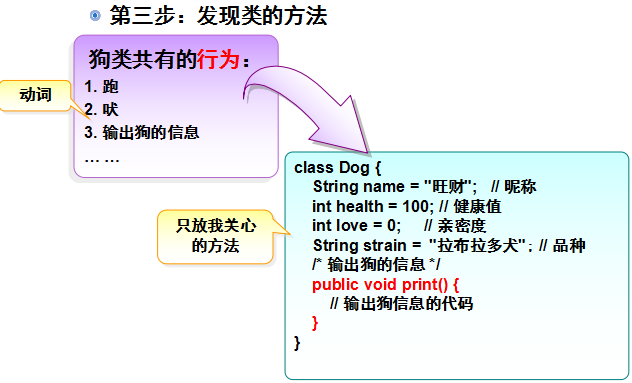 第三步：发现类的方法
狗类共有的行为：
1. 跑
2. 吠
3. 输出狗的信息
… …
动词
class Dog {
String name = "旺财"; // 昵称
int health = 100; // 健康值
int love = 0; // 亲密度
String strain = "拉布拉多犬"; // 品种
/* 输出狗的信息 */
public void print() {
// 输出狗信息的代码
}
}
只放我关心
的方法